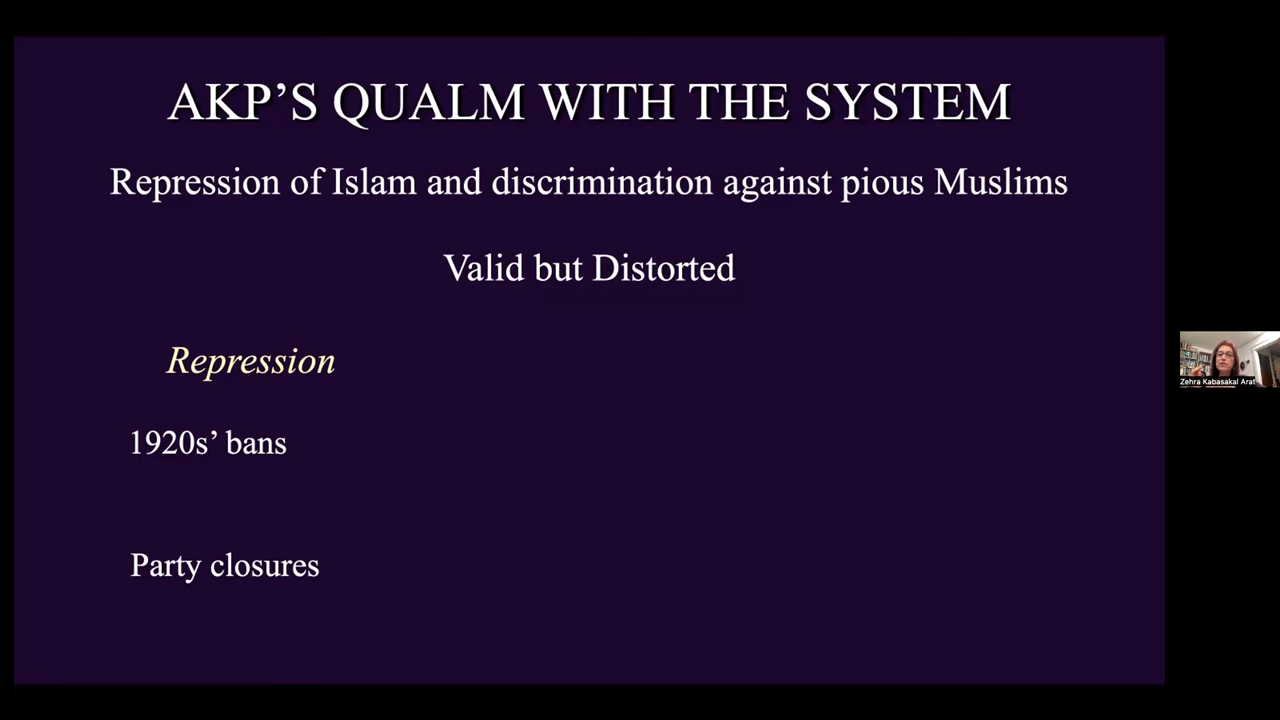 AKP’S QUALM WITH THE SYSTEM
Repression of Islam and discrimination against pious Muslims
Valid but Distorted
Repression
1920s’ bans
Party closures
Zehra Kabasakal Arat